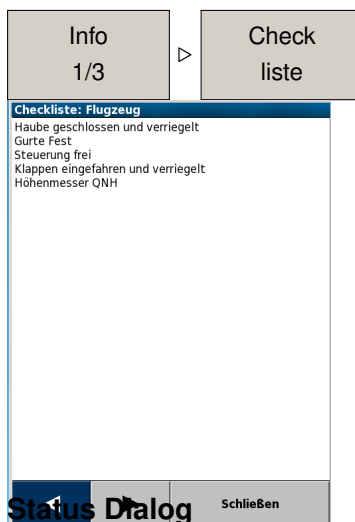 Info
1/3
Check
liste
Checkliste: Flugzeug
Haube geschlossen und verriegelt
Gurte Fest
Steuerung frei
Klappen eingefahren und verriegelt
Höhenmesser QNH
Status Dialog
Schließen